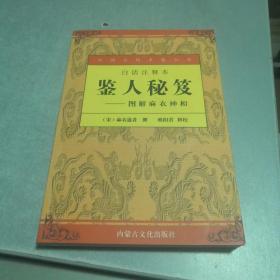 白话注释本
鉴人秘笈
——图解麻衣神相
（宋）麻衣道者 撰
内蒙古文化出版社